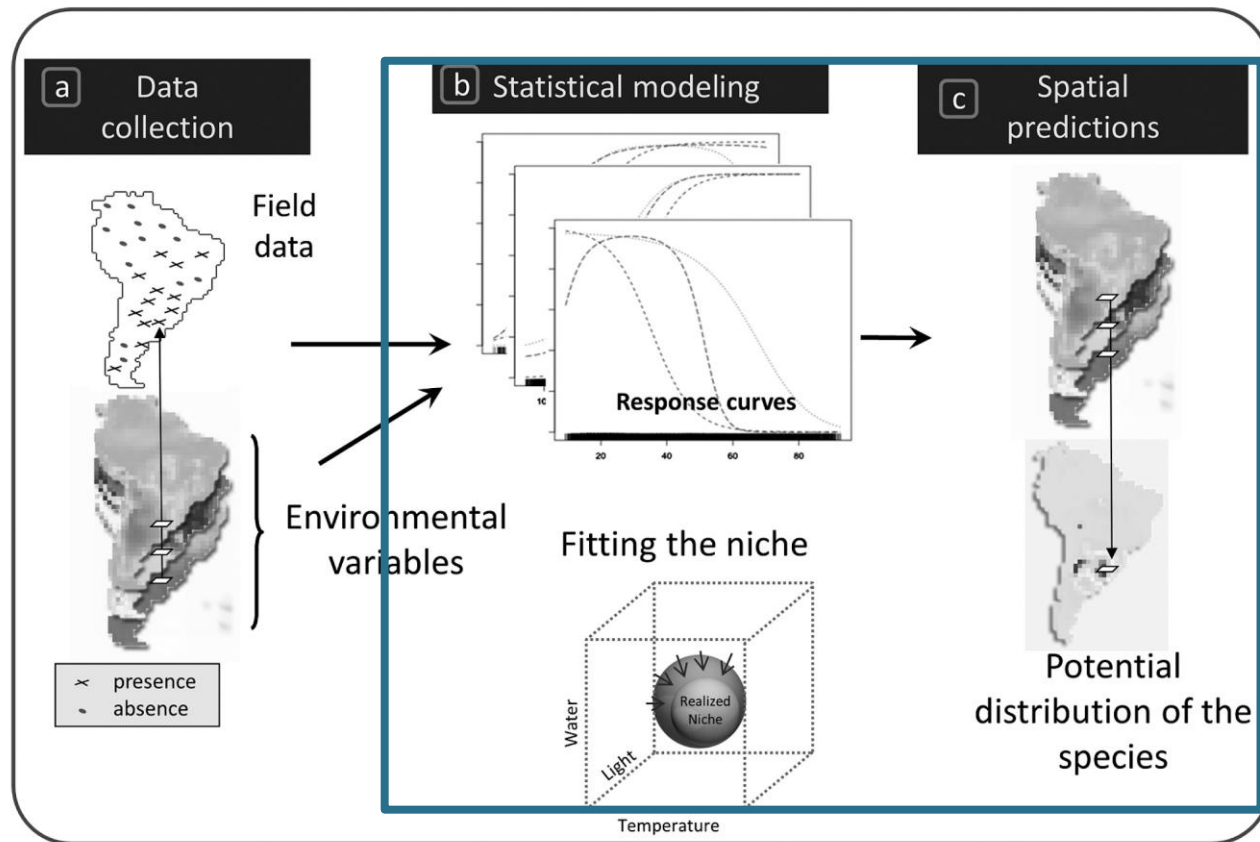 a
Data
collection
Field
data
Environmental
variables
× presence
absence
b
Statistical modeling
10
Response curves
20
40
60
80
Fitting the niche
Realized
Niche
Water
Light
Temperature
c
Spatial
predictions
Potential
distribution of the
species